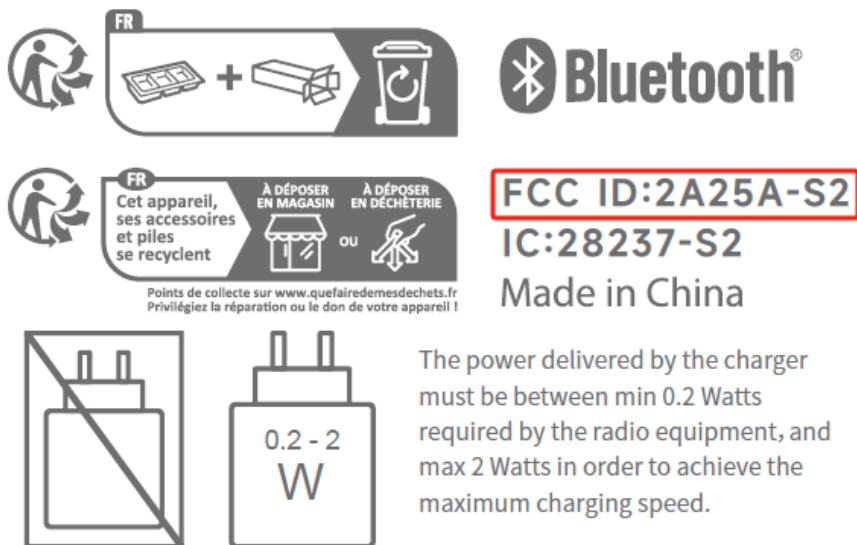 FR
Bluetooth®
FR
Cet appareil,
ses accessoires
et piles
se recyclent
À DÉPOSER
EN MAGASIN
OU
À DÉPOSER
EN DÉCHÈTERIE
Points de collecte sur www.quefairedemesdechets.fr
Privilégiez la réparation ou le don de votre appareil !
FCC ID:2A25A-S2
IC:28237-S2
Made in China
0.2 - 2
W
The power delivered by the charger
must be between min 0.2 Watts
required by the radio equipment, and
max 2 Watts in order to achieve the
maximum charging speed.